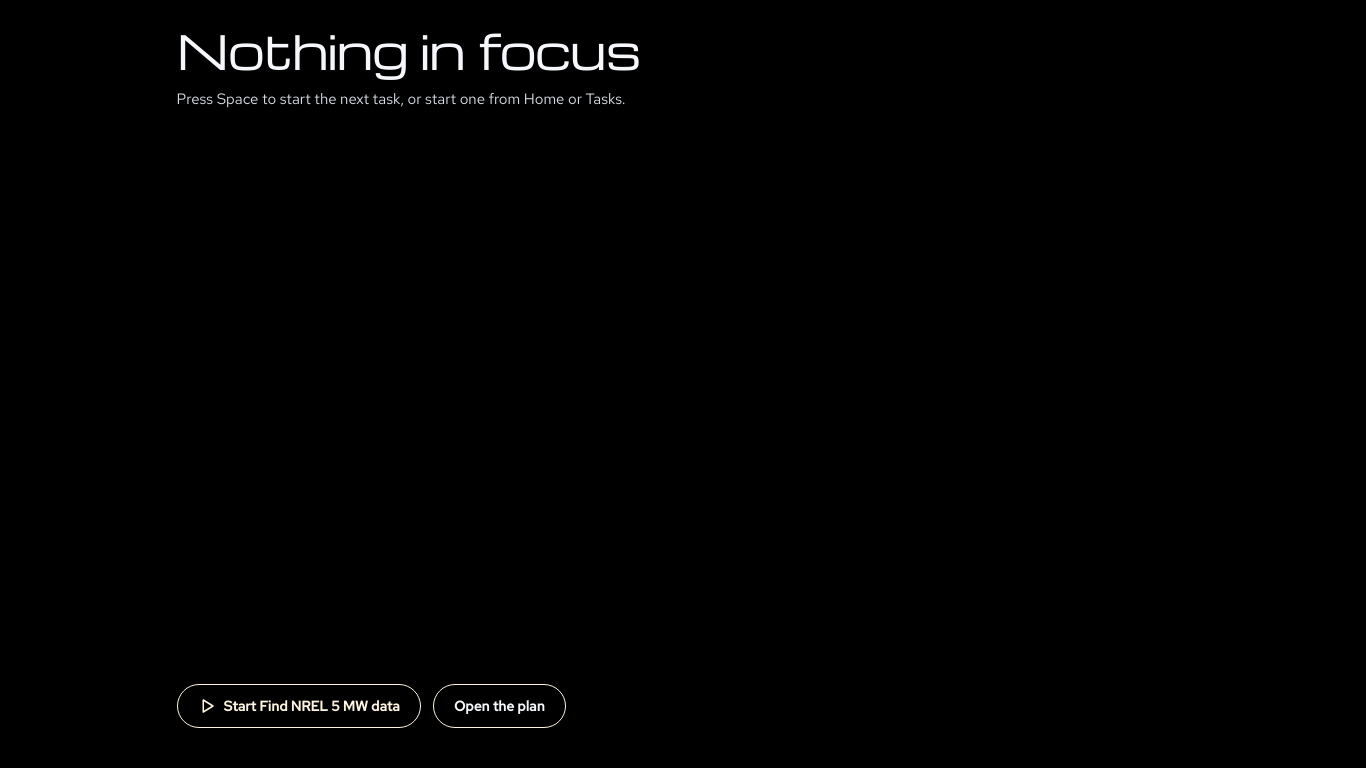 Nothing in focus
Press Space to start the next task, or start one from Home or Tasks.
Start Find NREL 5 MW data
Open the plan